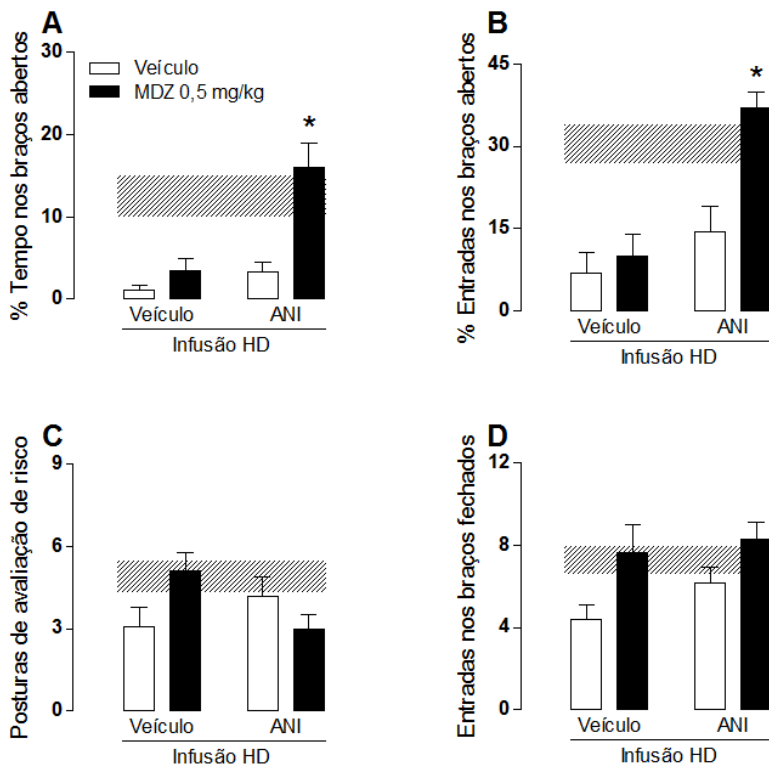 A
% Tempo nos braços abertos
30
20
10
0
Veículo
MDZ 0,5 mg/kg
*
Veículo ANI
Infusão HD
B
% Entradas nos braços abertos
45
30
15
0
*
Veículo ANI
Infusão HD
C
Posturas de avaliação de risco
9
6
3
0
Veículo ANI
Infusão HD
D
Entradas nos braços fechados
12
8
4
0
Veículo ANI
Infusão HD